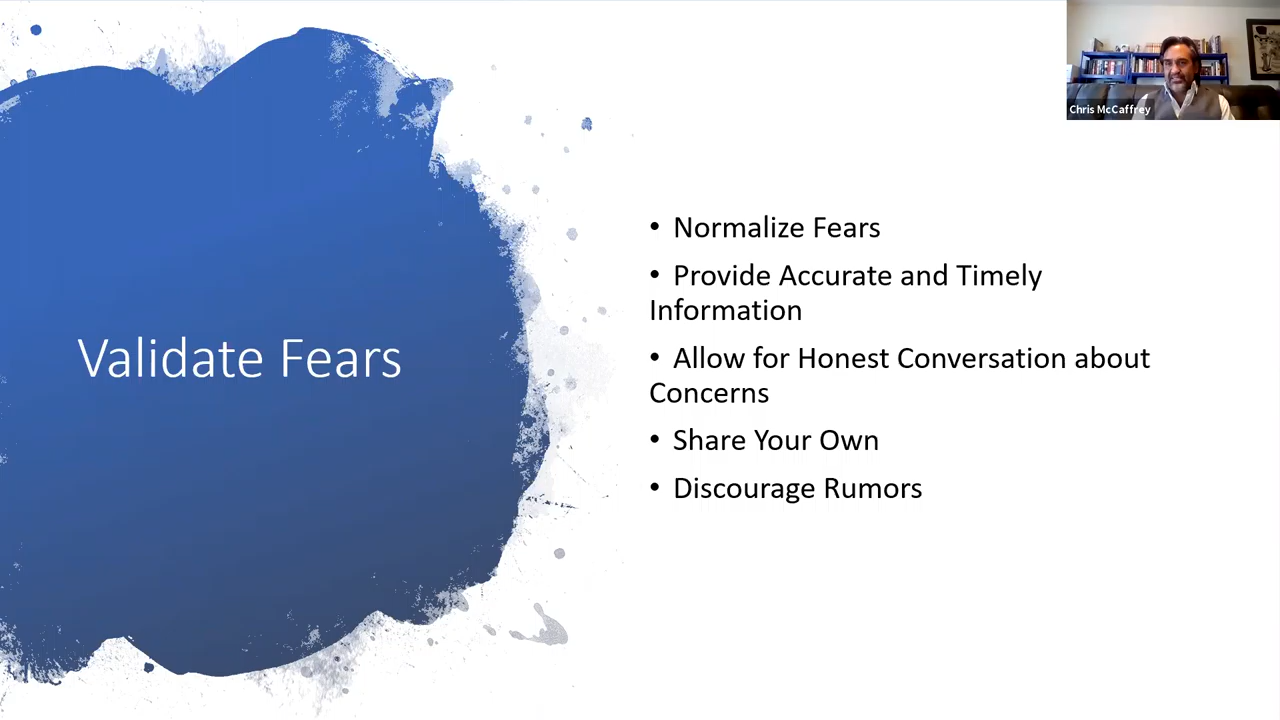 Chris McCaffrey
Validate Fears
• Normalize Fears
• Provide Accurate and Timely
Information
• Allow for Honest Conversation about
Concerns
• Share Your Own
• Discourage Rumors